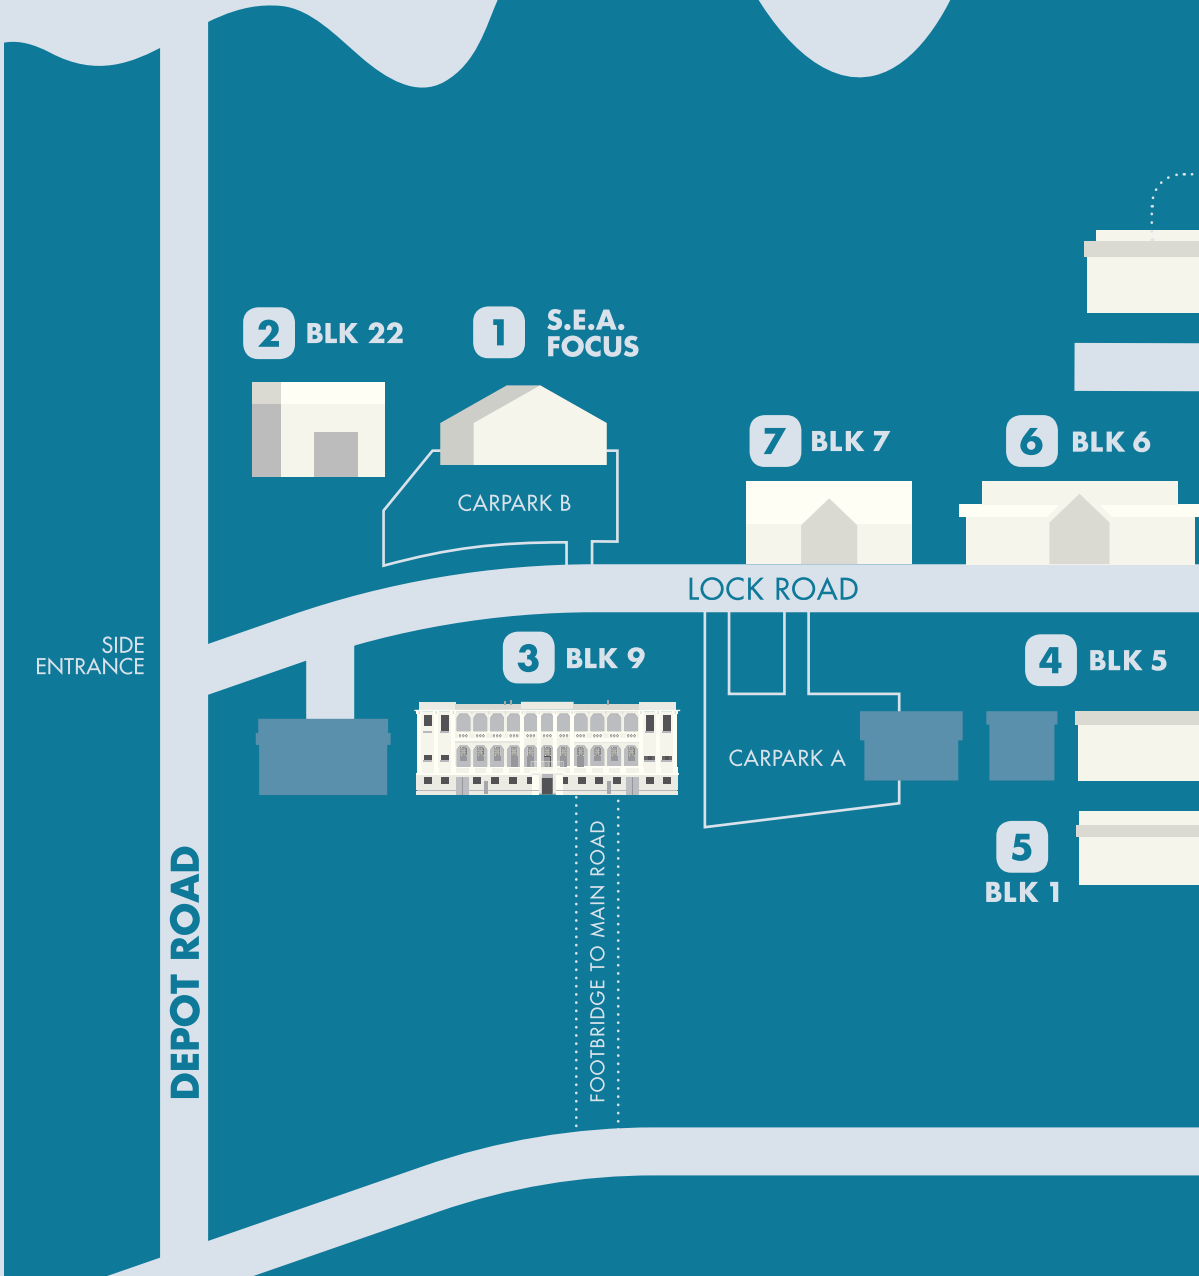 2 BLK 22
1 S.E.A.
FOCUS
7 BLK 7
6 BLK 6
CARPARK B
LOCK ROAD
SIDE
ENTRANCE
3 BLK 9
4 BLK 5
CARPARK A
5
BLK 1
DEPOT ROAD
FOOTBRIDGE TO MAIN ROAD